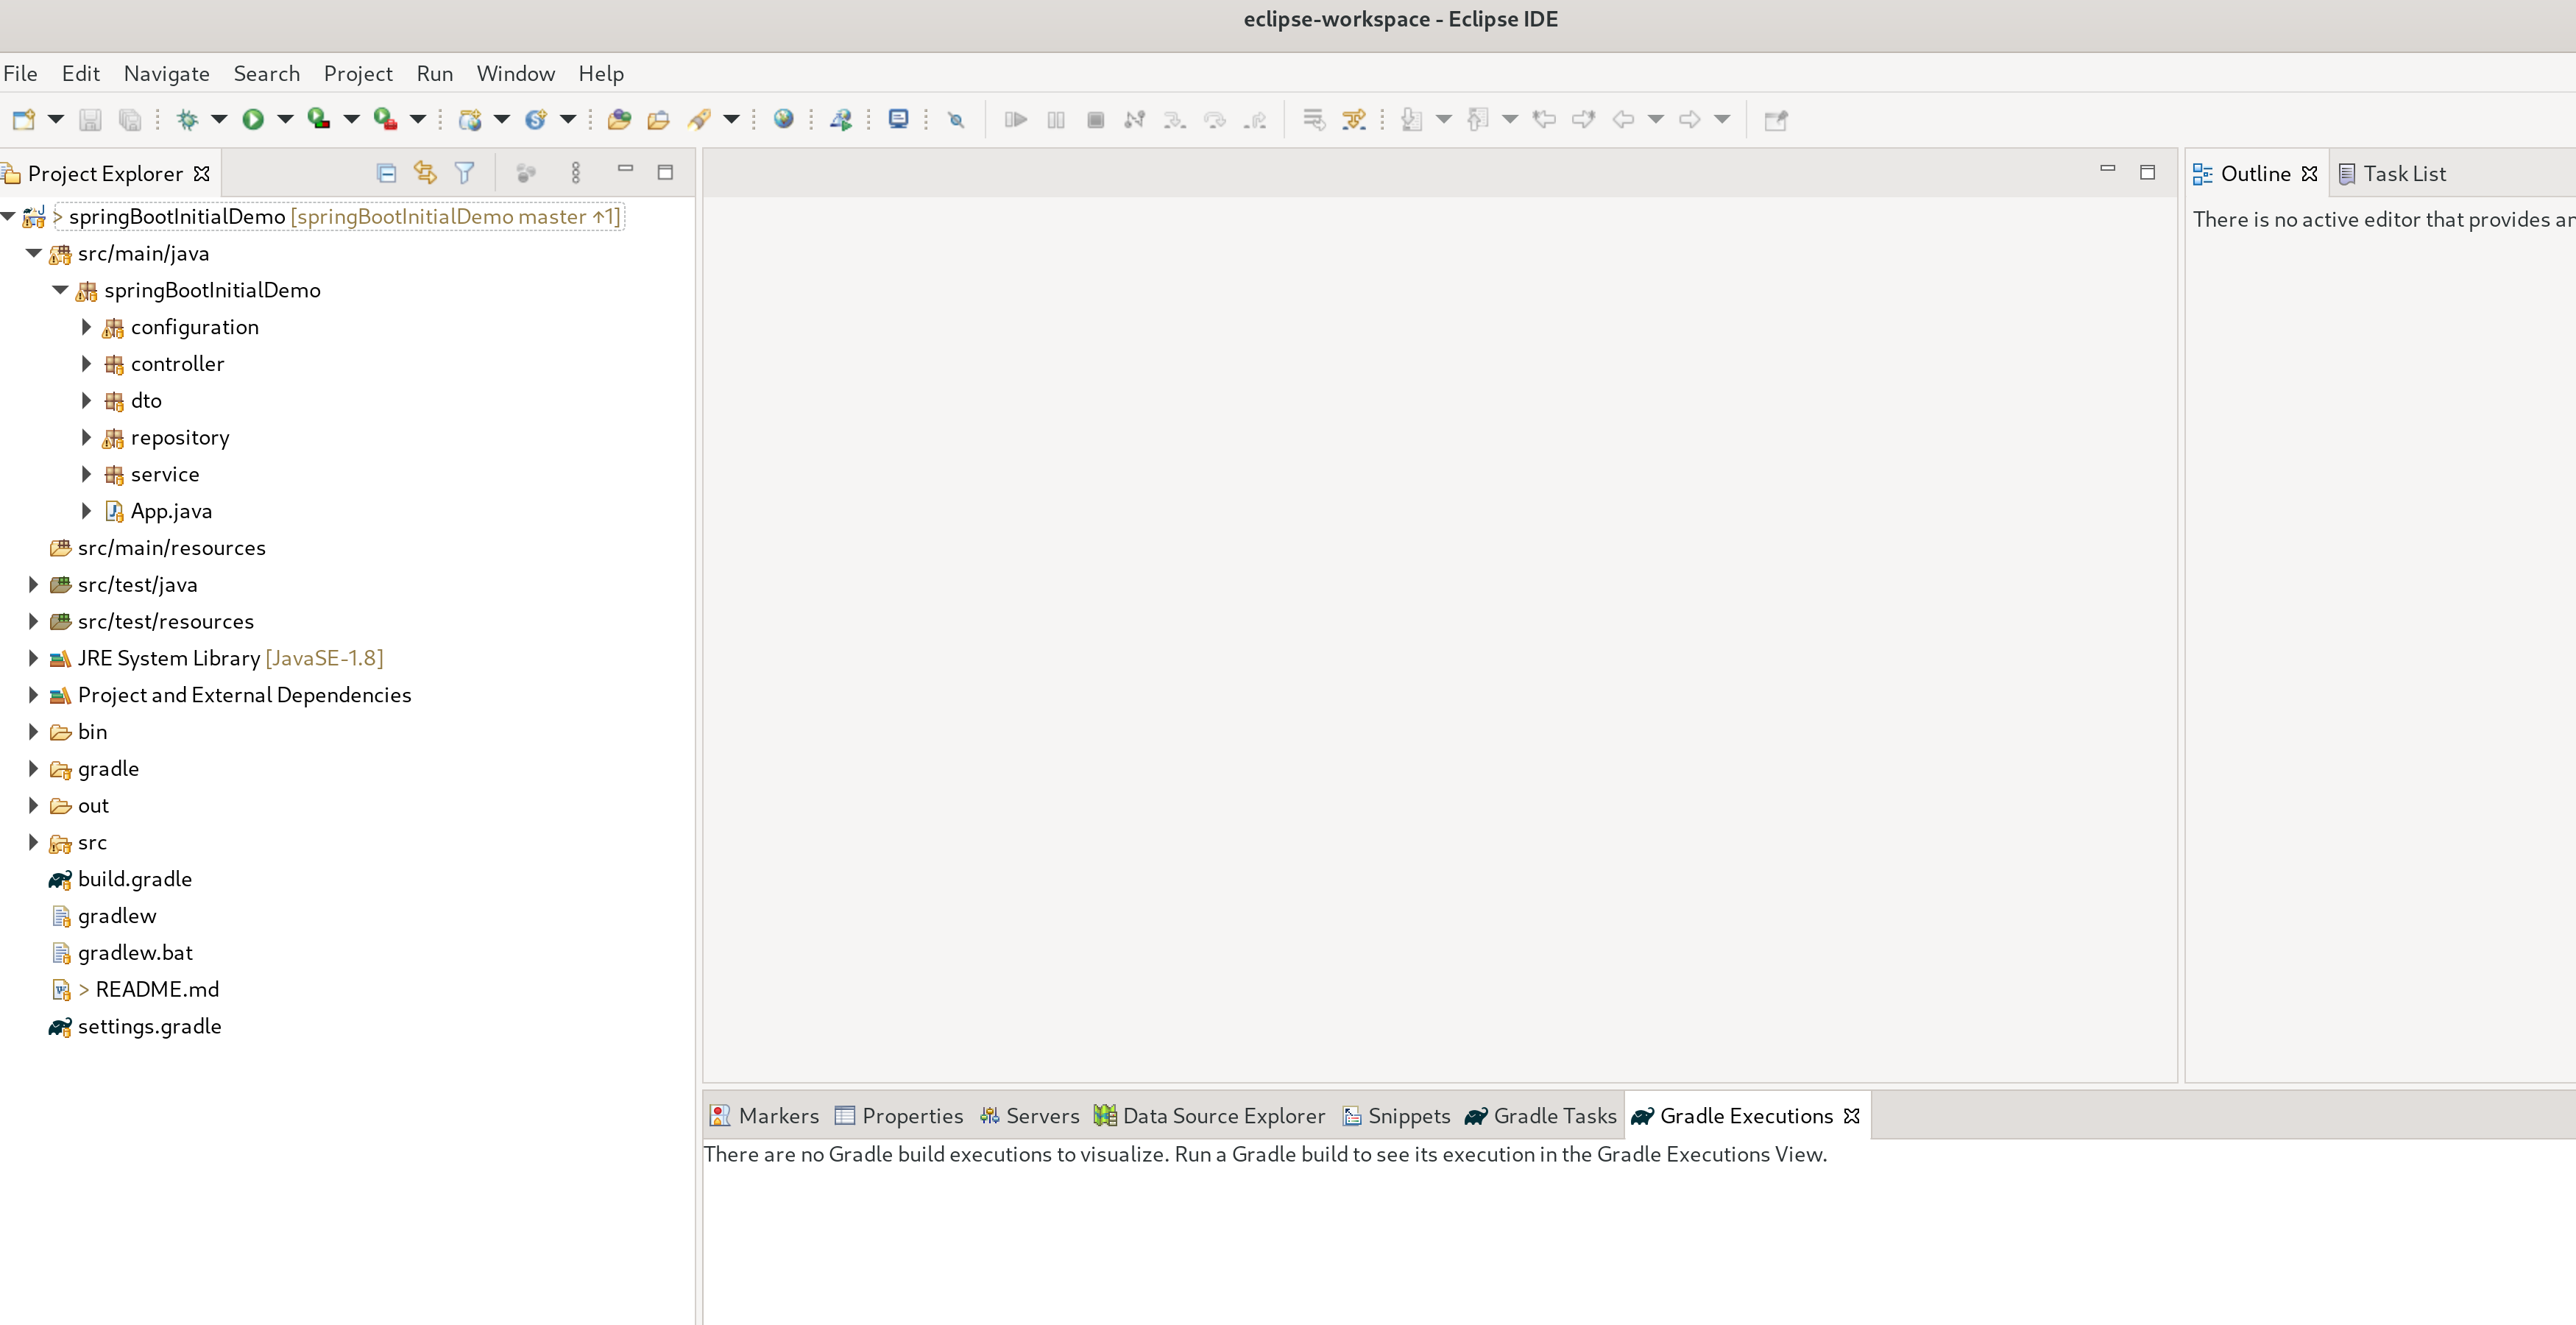 eclipse-workspace - Eclipse IDE
File Edit Navigate Search Project Run Window Help
Project Explorer
> springBootInitialDemo [springBootInitialDemo master ↑1]
src/main/java
springBootInitialDemo
configuration
controller
dto
repository
service
App.java
src/main/resources
src/test/java
src/test/resources
JRE System Library [JavaSE-1.8]
Project and External Dependencies
bin
gradle
out
src
build.gradle
gradlew
gradlew.bat
> README.md
settings.gradle
Outline Task List
There is no active editor that provides an
Markers Properties Servers Data Source Explorer Snippets Gradle Tasks Gradle Executions
There are no Gradle build executions to visualize. Run a Gradle build to see its execution in the Gradle Executions View.